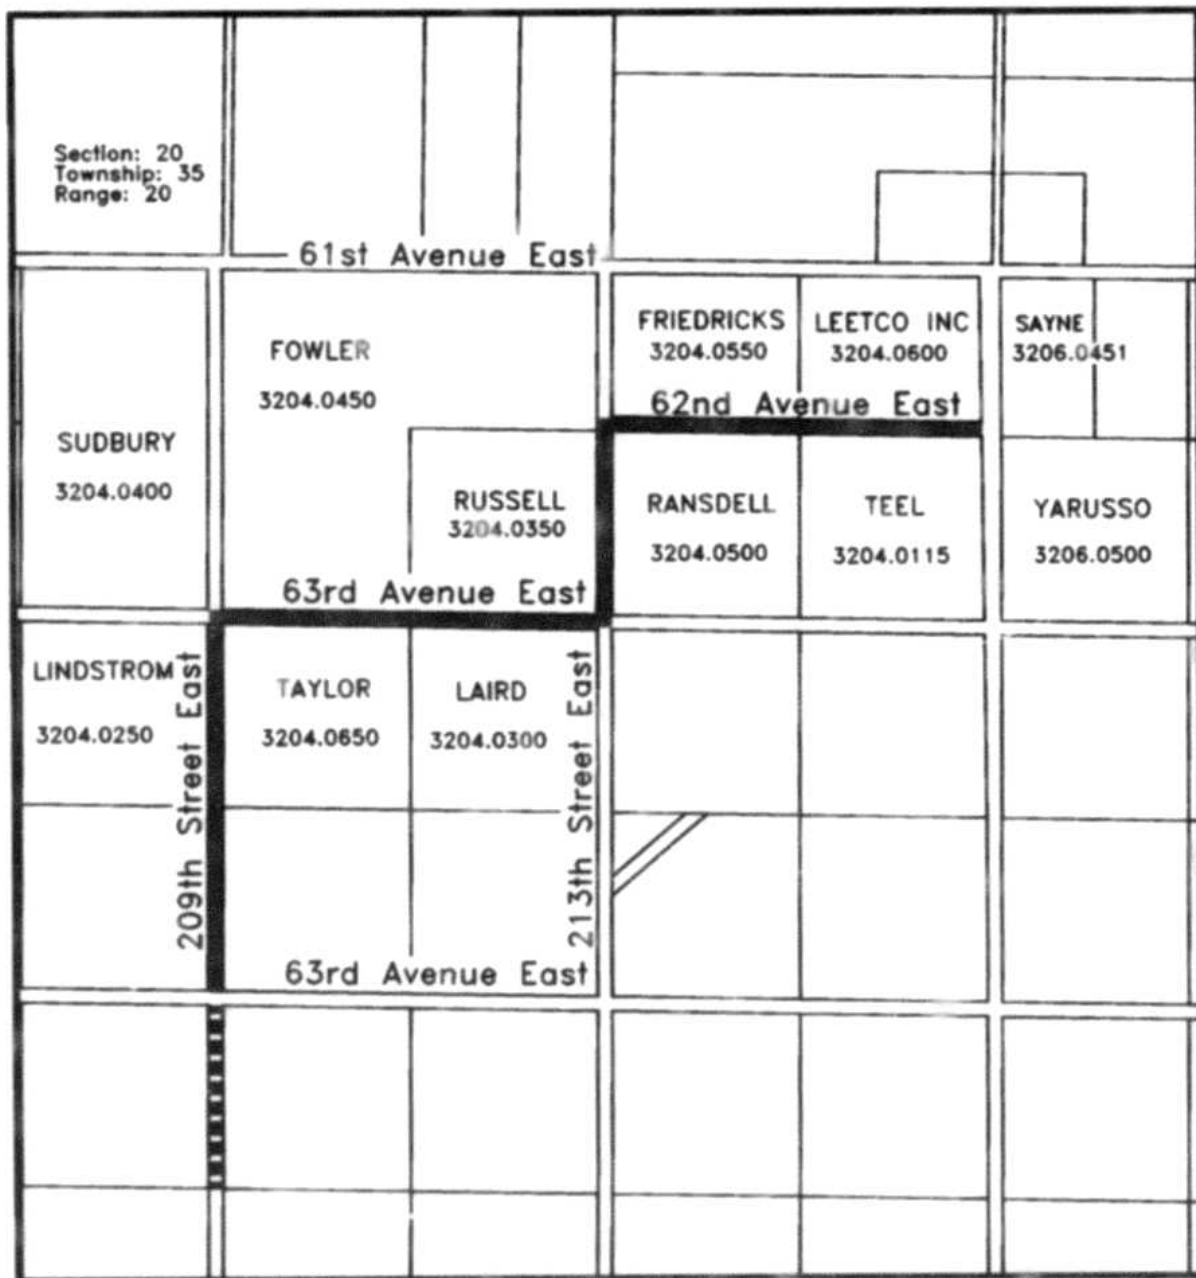 Section: 20
Township: 35
Range: 20
61st Avenue East
FOWLER
3204.0450
FRIEDRICKS
3204.0550
LEETCO INC
3204.0600
SAYNE
3206.0451
62nd Avenue East
SUDBURY
3204.0400
RUSSELL
3204.0350
RANSDELL
3204.0500
TEEL
3204.0115
YARUSSO
3206.0500
63rd Avenue East
LINDSTROM
3204.0250
209th Street East
TAYLOR
3204.0650
LAIRD
3204.0300
213th Street East
63rd Avenue East